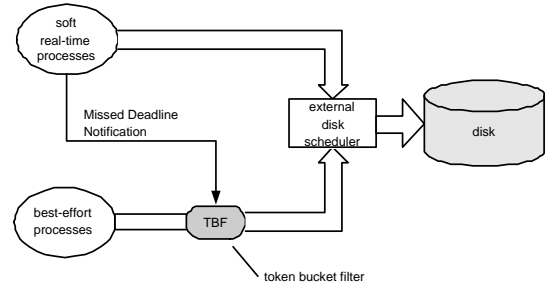 soft
real-time
processes
Missed Deadline
Notification
external
disk
scheduler
disk
best-effort
processes
TBF
token bucket filter